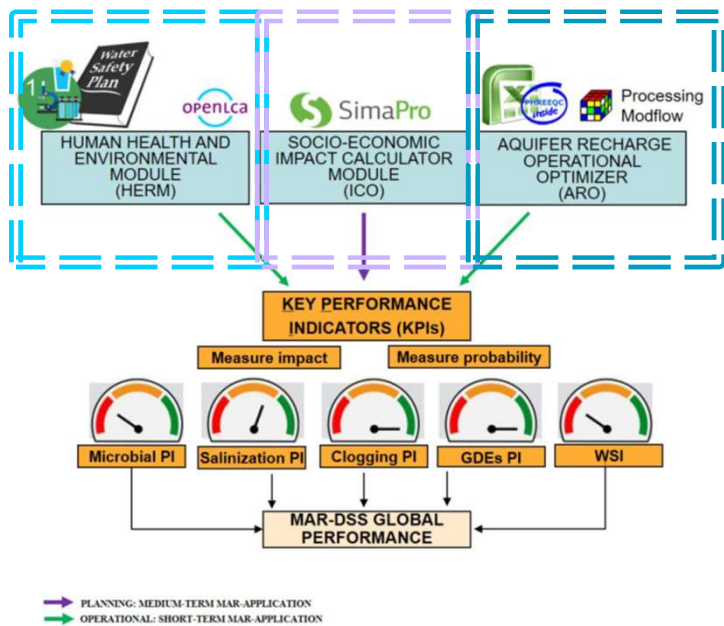 Water
Safety
Plan
1
openLCA
SimaPro
PHREEQC
inside
Processing
Modflow
HUMAN HEALTH AND
ENVIRONMENTAL
MODULE
(HERM)
SOCIO-ECONOMIC
IMPACT CALCULATOR
MODULE
(ICO)
AQUIFER RECHARGE
OPERATIONAL
OPTIMIZER
(ARO)
KEY PERFORMANCE
INDICATORS (KPIs)
Measure impact
Measure probability
Microbial PI
Salinization PI
Clogging PI
GDEs PI
WSI
MAR-DSS GLOBAL
PERFORMANCE
PLANNING: MEDIUM-TERM MAR-APPLICATION
OPERATIONAL: SHORT-TERM MAR-APPLICATION